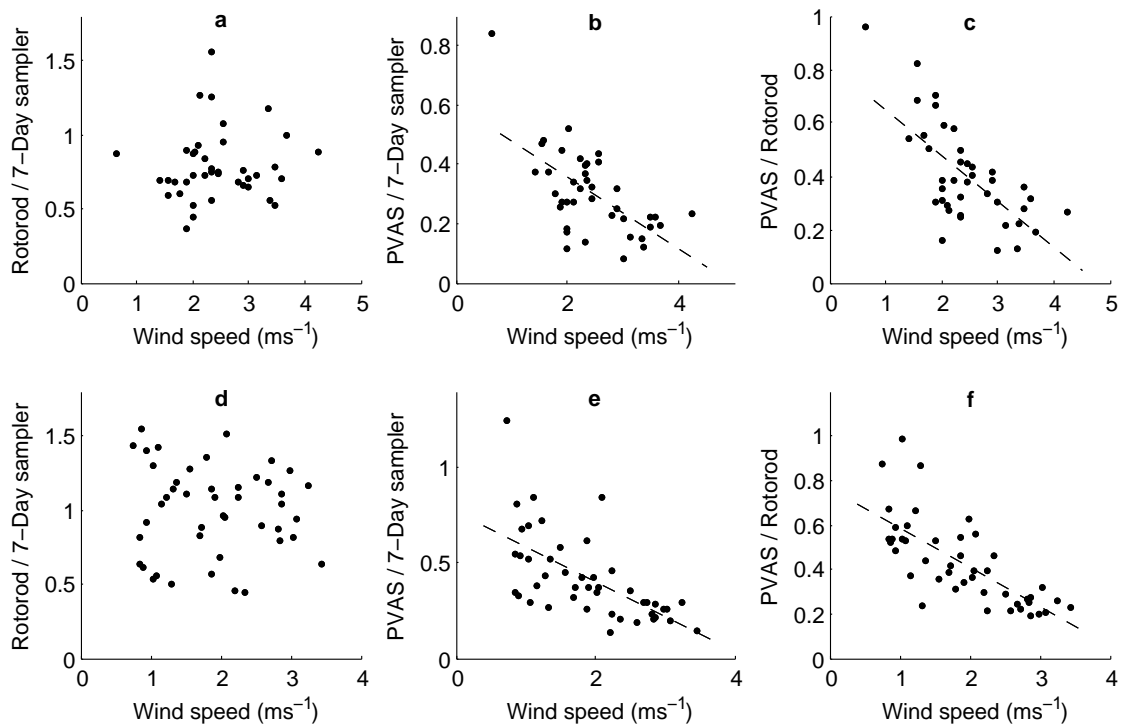 a
Rotorod / 7−Day sampler
1.5
1
0.5
0
0 1 2 3 4 5
Wind speed (ms−1)
b
PVAS / 7−Day sampler
0.8
0.6
0.4
0.2
0
0 2 4
Wind speed (ms−1)
c
PVAS / Rotorod
1
0.8
0.6
0.4
0.2
0
0 1 2 3 4 5
Wind speed (ms−1)
d
Rotorod / 7−Day sampler
1.5
1
0.5
0
0 1 2 3 4
Wind speed (ms−1)
e
PVAS / 7−Day sampler
1
0.5
0
0 2 4
Wind speed (ms−1)
f
PVAS / Rotorod
1
0.8
0.6
0.4
0.2
0
0 1 2 3 4
Wind speed (ms−1)